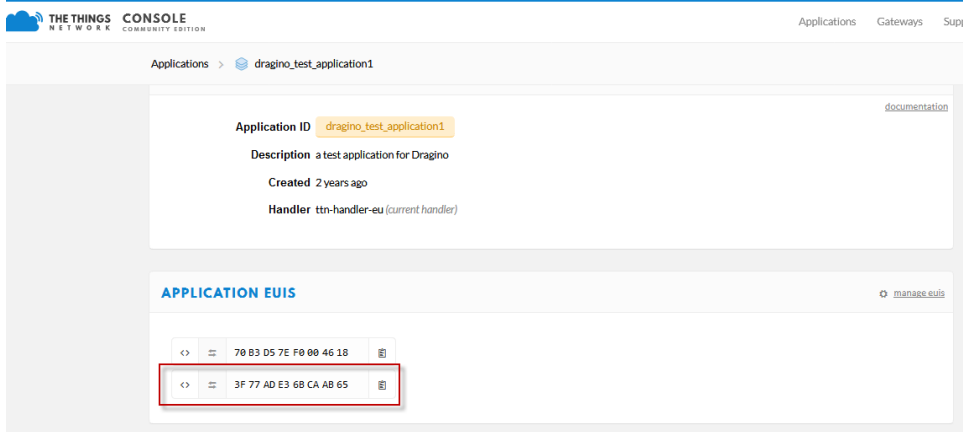 THE THINGS NETWORK CONSOLE COMMUNITY EDITION
Applications Gateways
Applications > dragino_test_application1
documentation
Application ID dragino_test_application1
Description a test application for Dragino
Created 2 years ago
Handler ttn-handler-eu (current handler)
APPLICATION EUIS manage euis
<> 70 B3 D5 7E F0 00 46 18
<> 3F 77 AD E3 6B CA AB 65